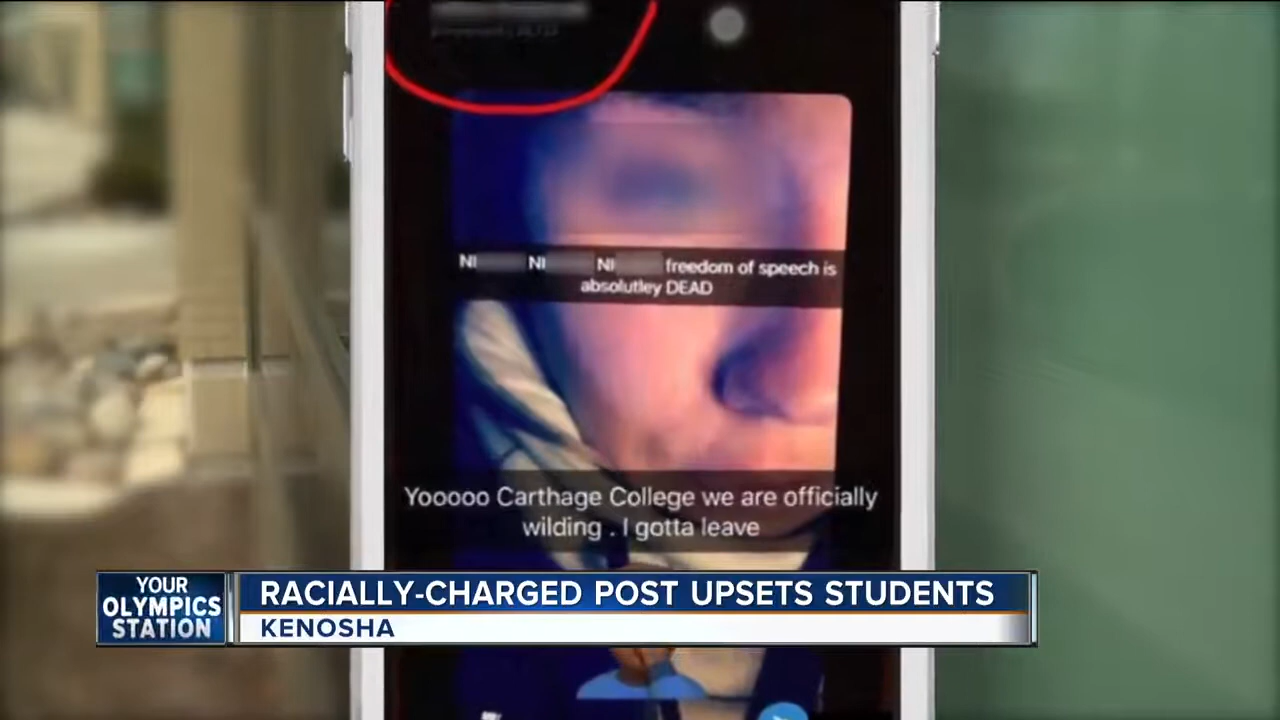 NI NI NI freedom of speech is
absolutley DEAD
Yooooo Carthage College we are officially
wilding . I gotta leave
YOUR
OLYMPICS
STATION
RACIALLY-CHARGED POST UPSETS STUDENTS
KENOSHA